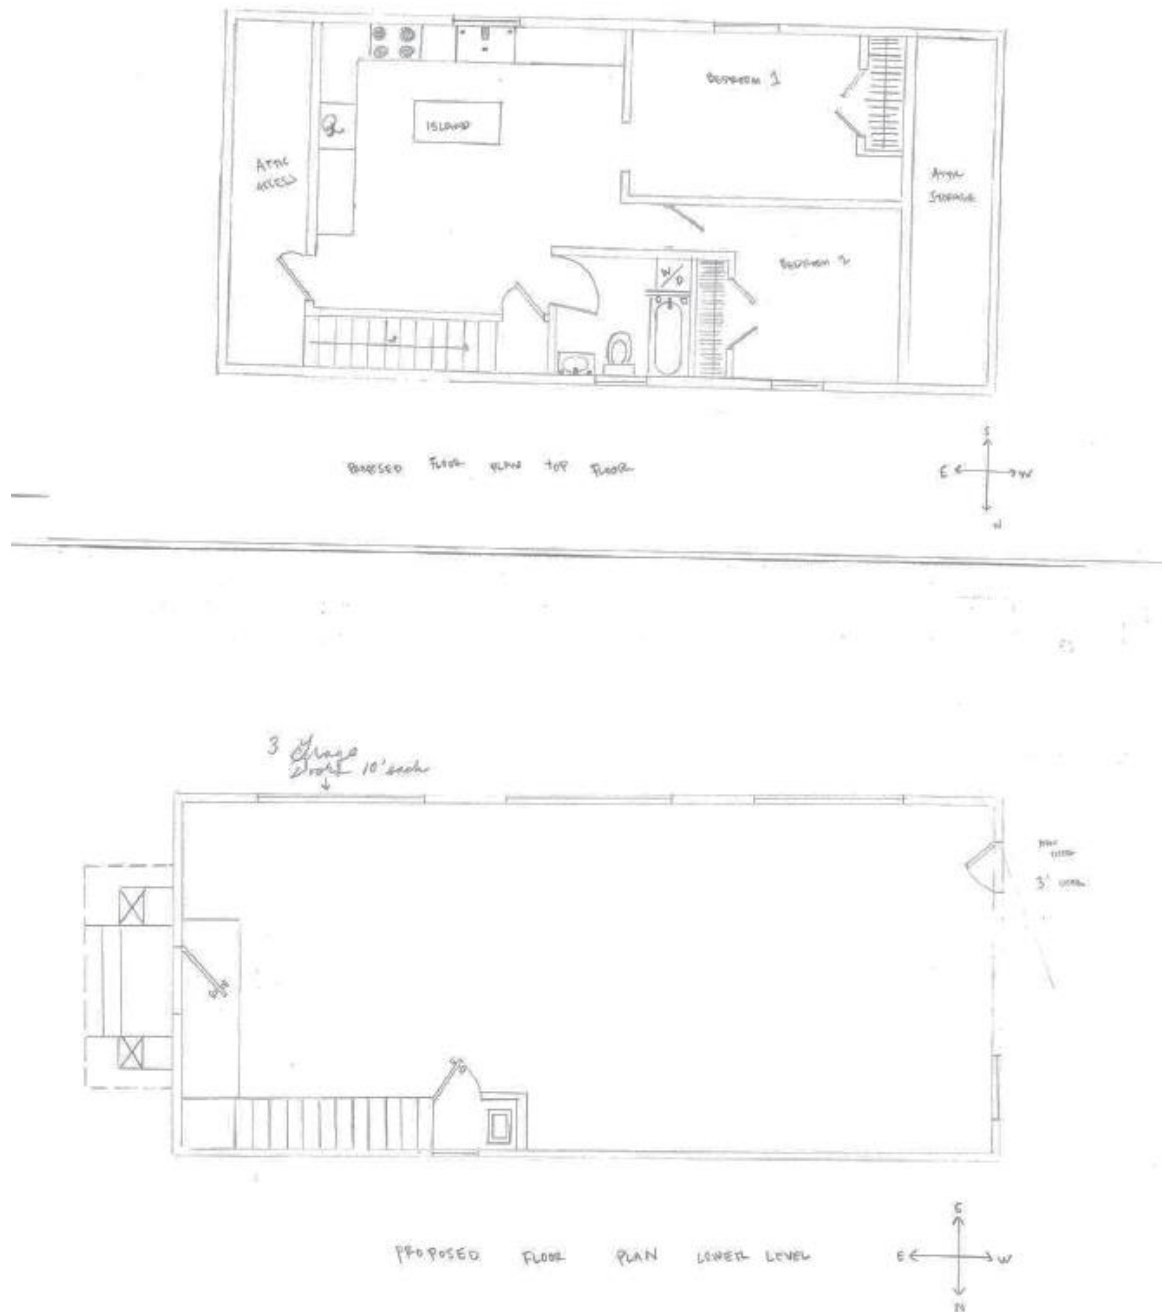 BEDROOM 1
ISLAND
R
ATTIC
ACCESS
ATTIC
STORAGE
BEDROOM 2
W/D
PROPOSED FLOOR PLAN TOP FLOOR
S
E W
N
3 Garage
Doors 10' each
3'
PROPOSED FLOOR PLAN LOWER LEVEL
S
E W
N